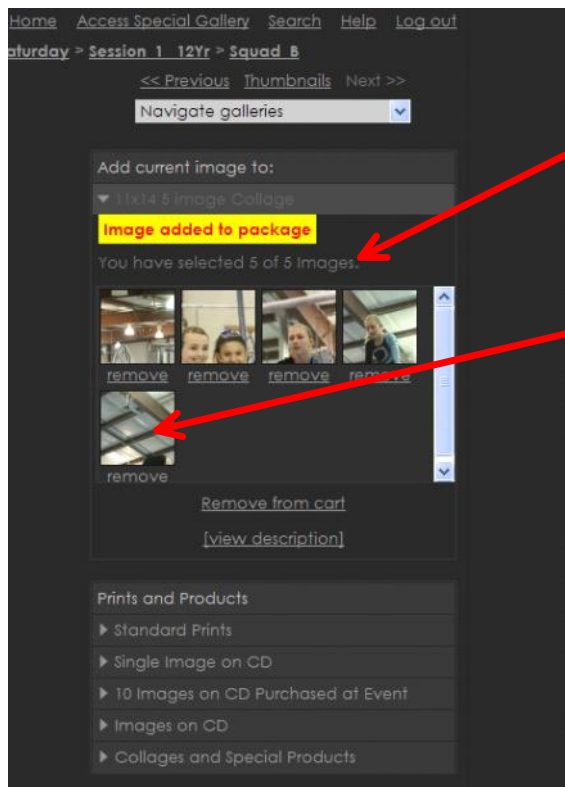 Home Access Special Gallery Search Help Log out
aturday > Session 1 12Yr > Squad B
<< Previous Thumbnails Next >>
Navigate galleries
Add current image to:
11x14 5 image Collage
Image added to package
You have selected 5 of 5 Images.
remove remove remove remove
remove
Remove from cart
[view description]
Prints and Products
Standard Prints
Single Image on CD
10 Images on CD Purchased at Event
Images on CD
Collages and Special Products